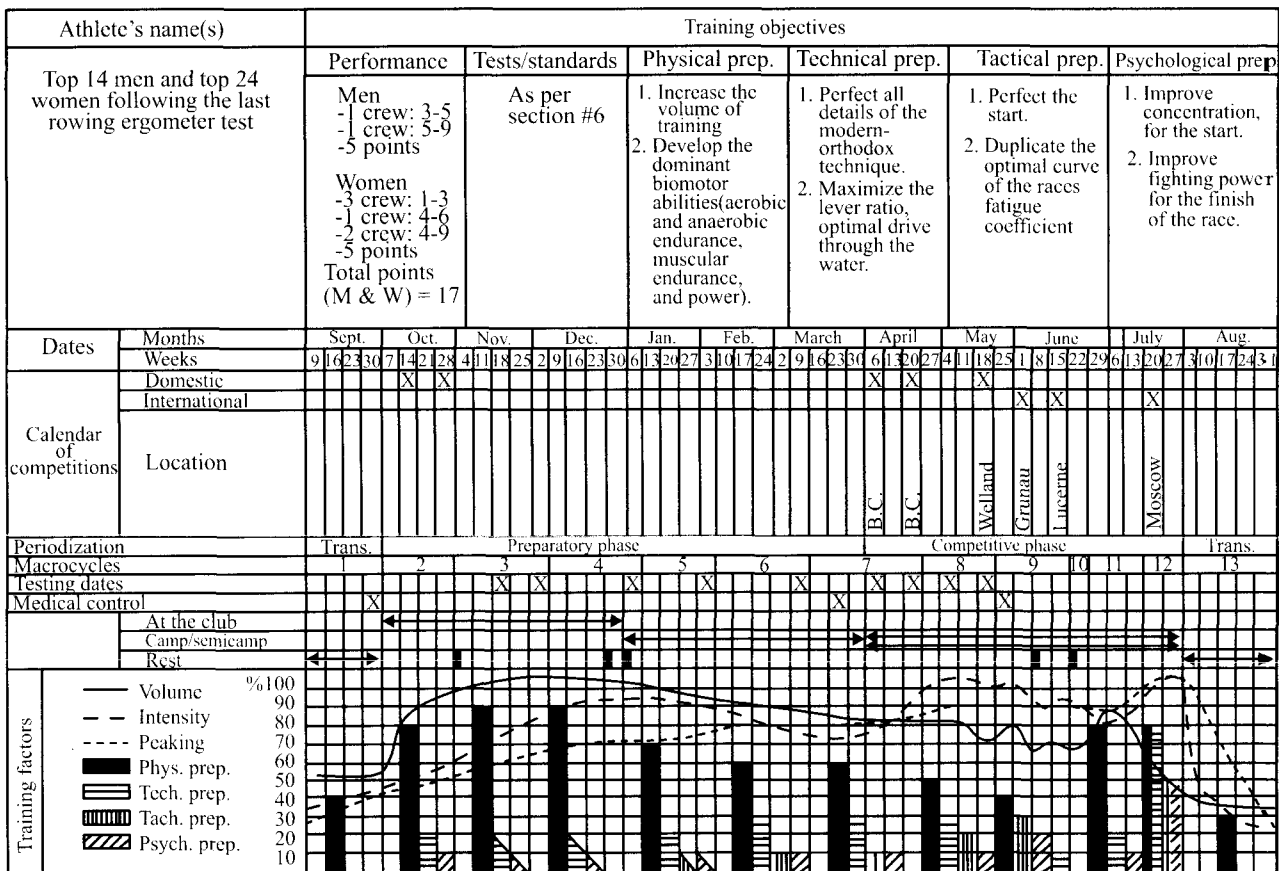 Athlete's name(s)
Training objectives
Performance Tests/standards Physical prep. Technical prep. Tactical prep. Psychological prep
Top 14 men and top 24
women following the last
rowing ergometer test
Men
-1 crew: 3-5
-1 crew: 5-9
-5 points
Women
-3 crew: 1-3
-1 crew: 4-6
-2 crew: 4-9
-5 points
Total points
(M & W) = 17
As per
section #6
1. Increase the
volume of
training
2. Develop the
dominant
biomotor
abilities(aerobic
and anaerobic
endurance,
muscular
endurance,
and power).
1. Perfect all
details of the
modern-
orthodox
technique.
2. Maximize the
lever ratio,
optimal drive
through the
water.
1. Perfect the
start.
2. Duplicate the
optimal curve
of the races
fatigue
coefficient
1. Improve
concentration,
for the start.
2. Improve
fighting power
for the finish
of the race.
Dates
Months Sept. Oct. Nov. Dec. Jan. Feb. March April May June July Aug.
Weeks 9 16 23 30 7 14 21 28 4 11 18 25 2 9 16 23 30 6 13 20 27 3 10 17 24 2 9 16 23 30 6 13 20 27 4 11 18 25 1 8 15 22 29 6 13 20 27 3 10 17 24 3 1
Calendar
of
competitions
Domestic X X X X X
International X X X
Location B.C. B.C. Welland Grunau Lucerne Moscow
Periodization Trans. Preparatory phase Competitive phase Trans.
Macrocycles 1 2 3 4 5 6 7 8 9 10 11 12 13
Testing dates X X X X X X X X X
Medical control X X X
At the club
Camp/semicamp
Rest
Training factors
Volume
Intensity
Peaking
Phys. prep.
Tech. prep.
Tach. prep.
Psych. prep.
%100
90
80
70
60
50
40
30
20
10